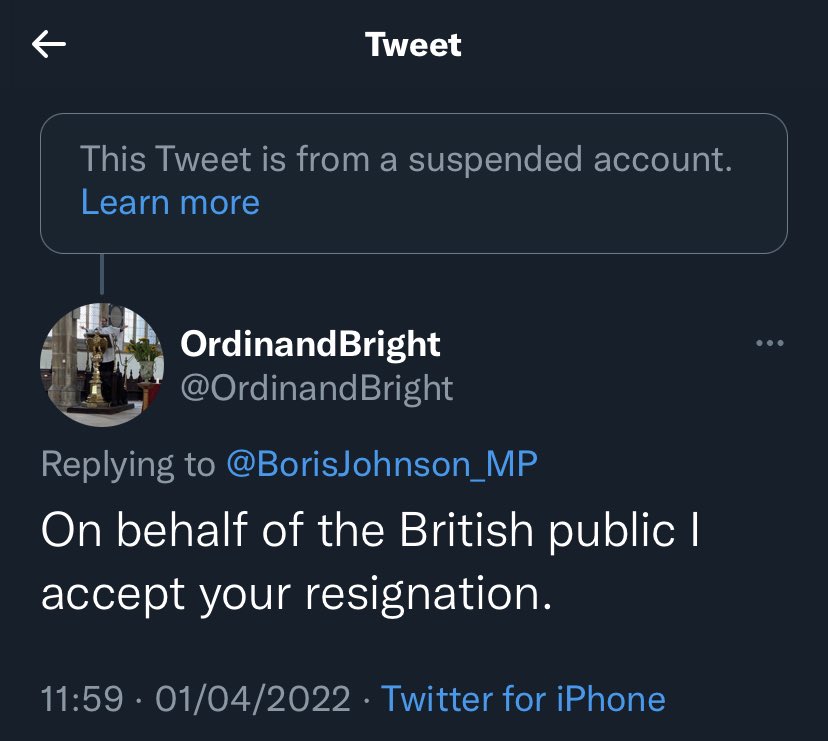 Tweet
This Tweet is from a suspended account.
Learn more
OrdinandBright
@OrdinandBright
Replying to @BorisJohnson_MP
On behalf of the British public I
accept your resignation.
11:59 · 01/04/2022 · Twitter for iPhone